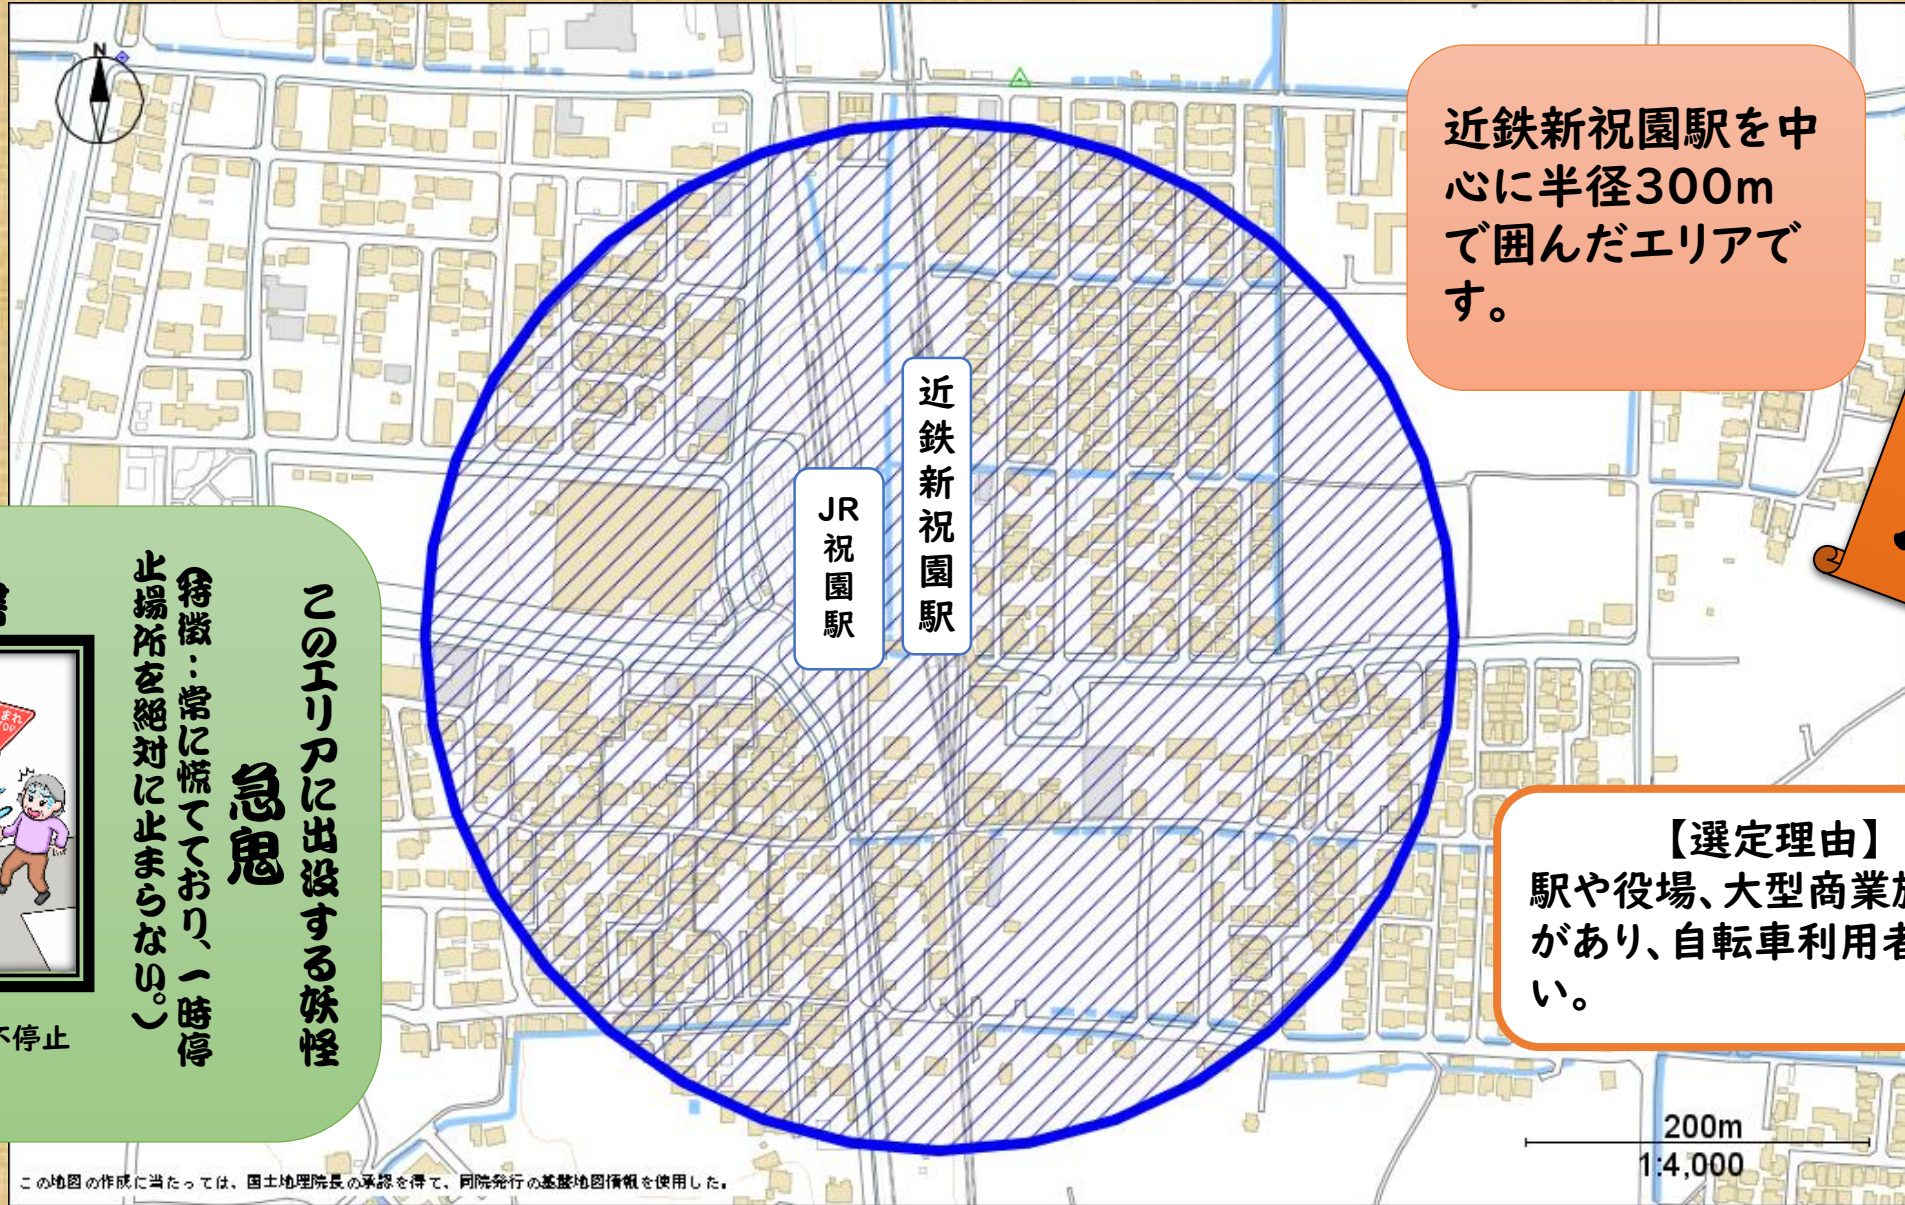 N
近鉄新祝園駅を中
心に半径300m
で囲んだエリアで
す。
近鉄新祝園駅
JR
祝園駅
このエリアに出没する妖怪
急鬼
(特徴：常に慌てており、一時停
止場所を絶対に止まらない。)
まれ
TOP
不停止
【選定理由】
駅や役場、大型商業施
があり、自転車利用者
い。
200m
1:4,000
この地図の作成に当たっては、国土地理院長の承認を得て、同院発行の基盤地図情報を使用した。